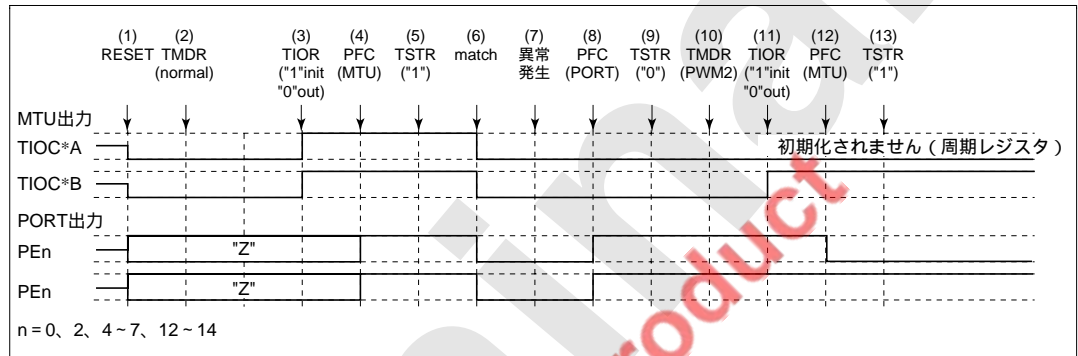 (1) (2) (3) (4) (5) (6) (7) (8) (9) (10) (11) (12) (13)
RESET TMDR TIOR PFC TSTR match 異常 PFC TSTR TMDR TIOR PFC TSTR
(normal) ("1"init (MTU) ("1") 発生 (PORT) ("0") (PWM2) ("1"init (MTU) ("1")
"0"out) "0"out)
MTU出力
TIOC*A 初期化されません（周期レジスタ）
TIOC*B
PORT出力
PEn "Z"
PEn "Z"
n = 0、2、4～7、12～14